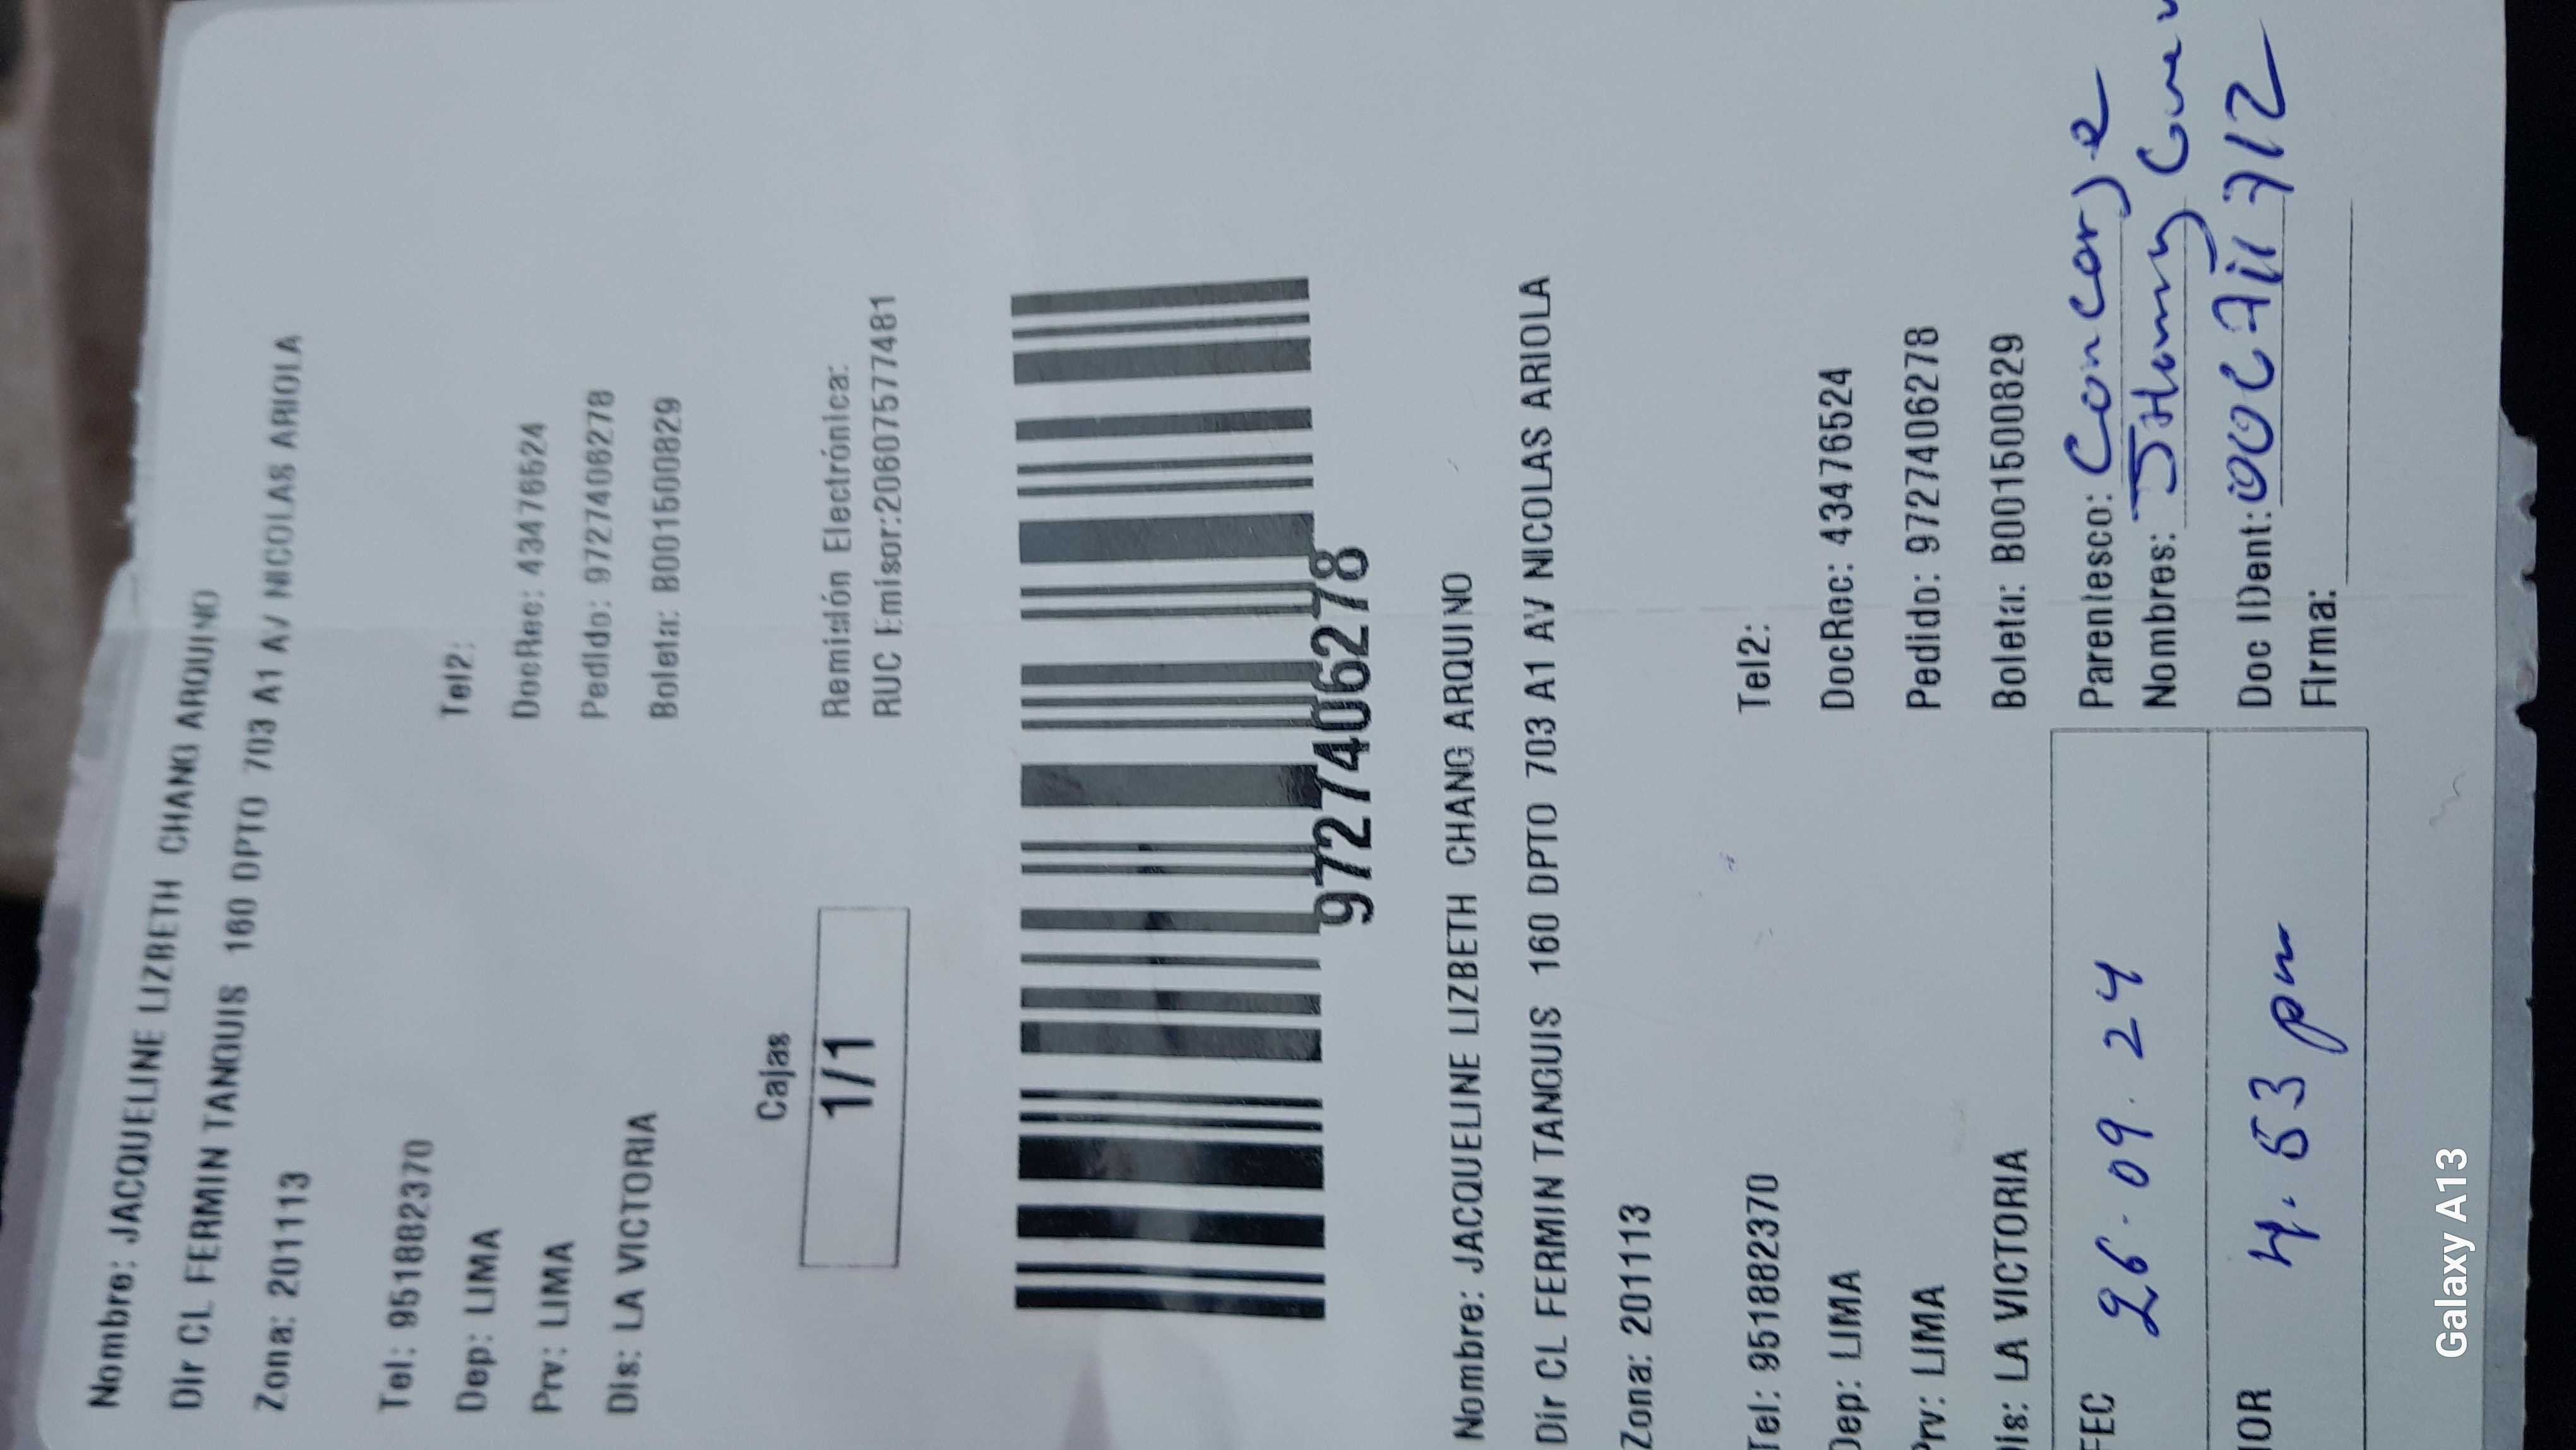 Nombre: JACQUELINE LIZBETH CHANG ARQUINO
Dir CL FERMIN TANGUIS 160 DPTO 703 A1 AV NICOLAS ARIOLA
Zona: 201113
Tel: 951882370 Tel2:
Dep: LIMA DocRec: 43476524
Prv: LIMA Pedido: 9727406278
Dis: LA VICTORIA Boleta: B001500829
Cajas
1/1
Remisión Electrónica:
RUC Emisor:20607577481
9727406278
Nombre: JACQUELINE LIZBETH CHANG ARQUINO
Dir CL FERMIN TANGUIS 160 DPTO 703 A1 AV NICOLAS ARIOLA
Zona: 201113
Tel: 951882370 Tel2:
Dep: LIMA DocRec: 43476524
Prv: LIMA Pedido: 9727406278
is: LA VICTORIA Boleta: B001500829
FEC 26.09.24 Parentesco:
Nombres: JHonny
OR 4.53 pm Doc IDent:
Firma:
Galaxy A13